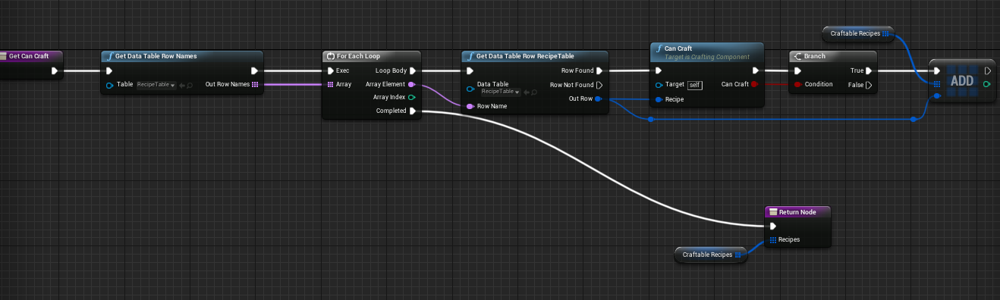 Get Can Craft
Get Data Table Row Names
Table RecipeTable
Out Row Names
For Each Loop
Exec
Loop Body
Array
Array Element
Array Index
Completed
Get Data Table Row RecipeTable
Row Found
Data Table
RecipeTable
Row Not Found
Out Row
Row Name
Can Craft
Target is Crafting Component
Target self
Can Craft
Recipe
Branch
True
Condition
False
Craftable Recipes
ADD
Return Node
Recipes
Craftable Recipes